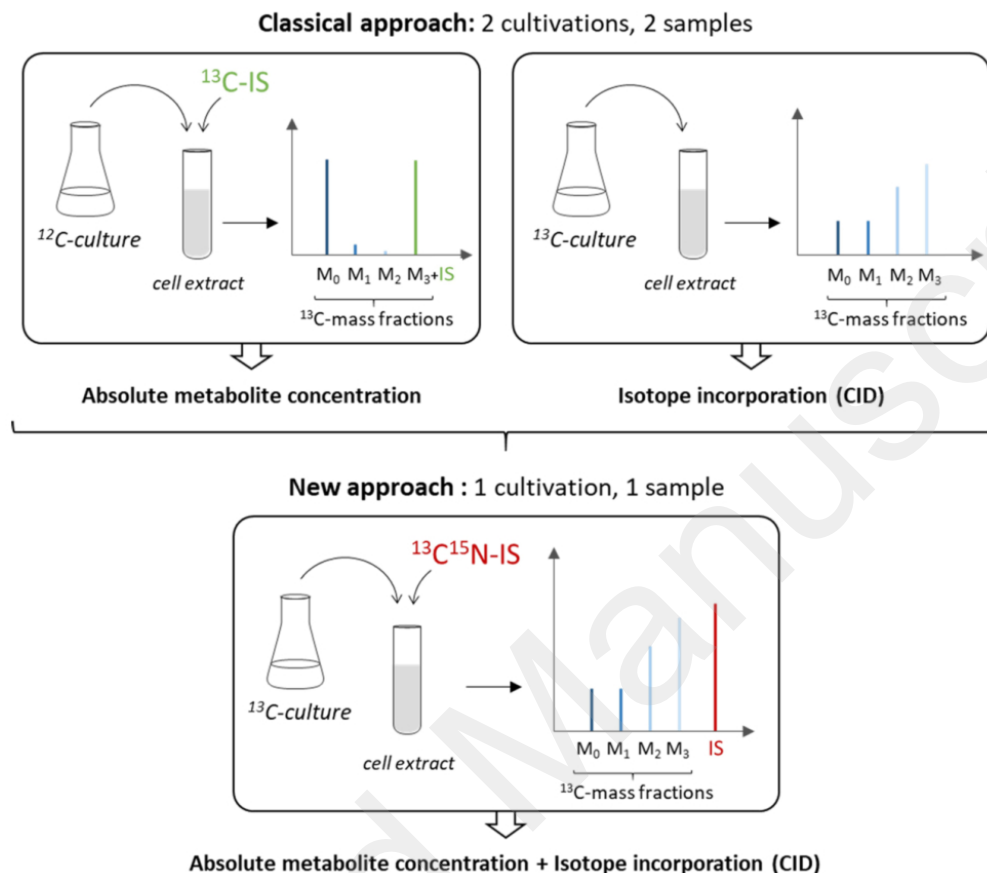 Classical approach: 2 cultivations, 2 samples
¹³C-IS
¹²C-culture
cell extract
M₀ M₁ M₂ M₃+IS
¹³C-mass fractions
Absolute metabolite concentration
¹³C-culture
cell extract
M₀ M₁ M₂ M₃
¹³C-mass fractions
Isotope incorporation (CID)
New approach : 1 cultivation, 1 sample
¹³C¹⁵N-IS
¹³C-culture
cell extract
M₀ M₁ M₂ M₃ IS
¹³C-mass fractions
Absolute metabolite concentration + Isotope incorporation (CID)
d Manusc